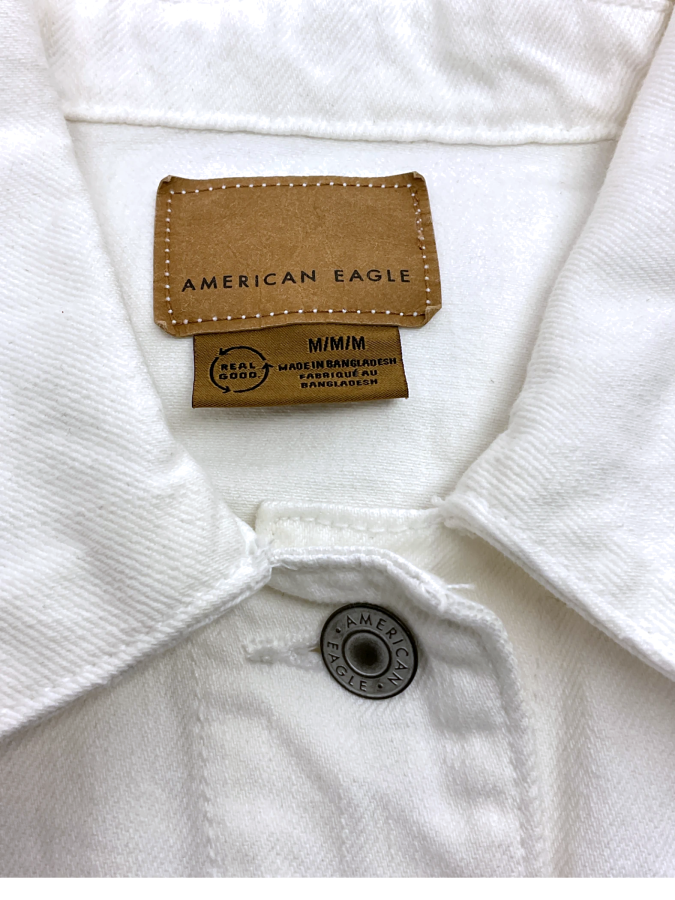 AMERICAN EAGLE
REAL
GOOD.
M/M/M
MADE IN BANGLADESH
FABRIQUÉ AU
BANGLADESH
AMERICAN
EAGLE